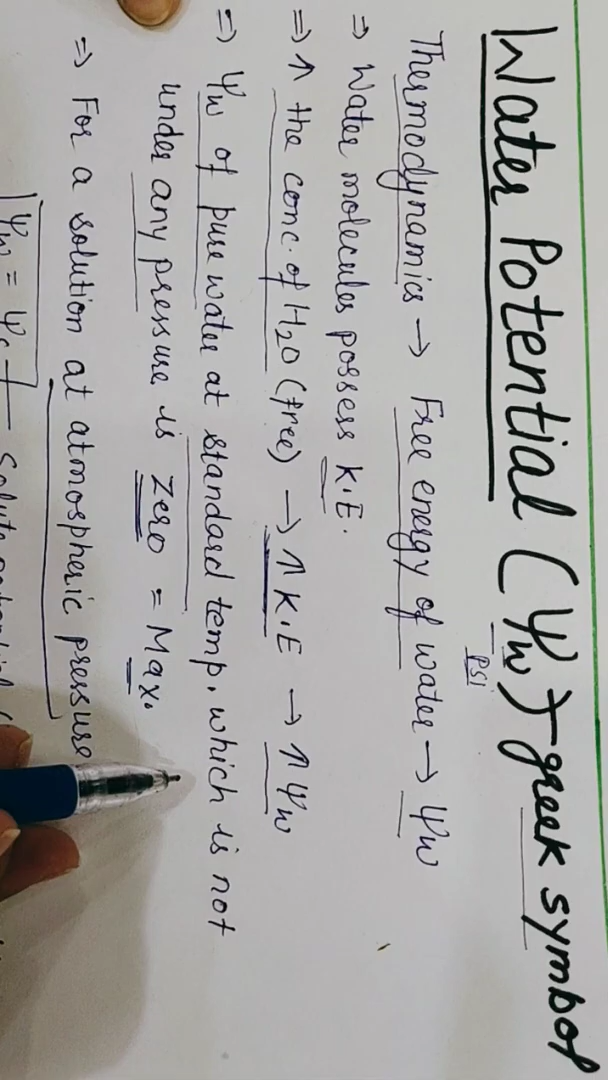 Water Potential (Ψw) → greek symbol
Psi
Thermodynamics → Free energy of water → Ψw
⇒ Water molecules possess K.E.
⇒ ↑ the conc. of H2O (free) → ↑ K.E → ↑ Ψw
⇒ Ψw of pure water at standard temp. which is not
under any pressure is zero = Max.
⇒ For a solution at atmospheric pressure
Ψw = Ψs